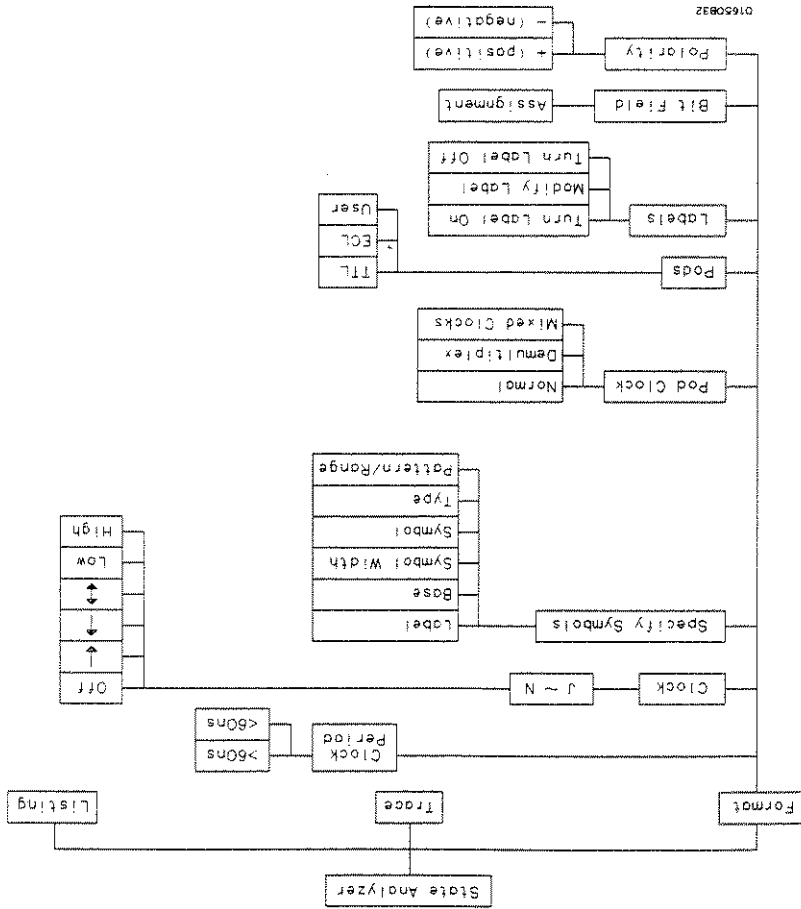 State Analyzer
Format
Trace
Listing
Clock
Period
>60ns
<60ns
Clock
J ~ N
Off
↓
↑
↕
Low
High
Specify Symbols
Label
Base
Symbol Width
Symbol
Type
Pattern/Range
Pod Clock
Normal
Demultiplex
Mixed Clocks
Pods
TTL
ECL
User
Labels
Turn Label On
Modify Label
Turn Label Off
Bit Field
Assignment
Polarity
+ (positive)
- (negative)
01650B32